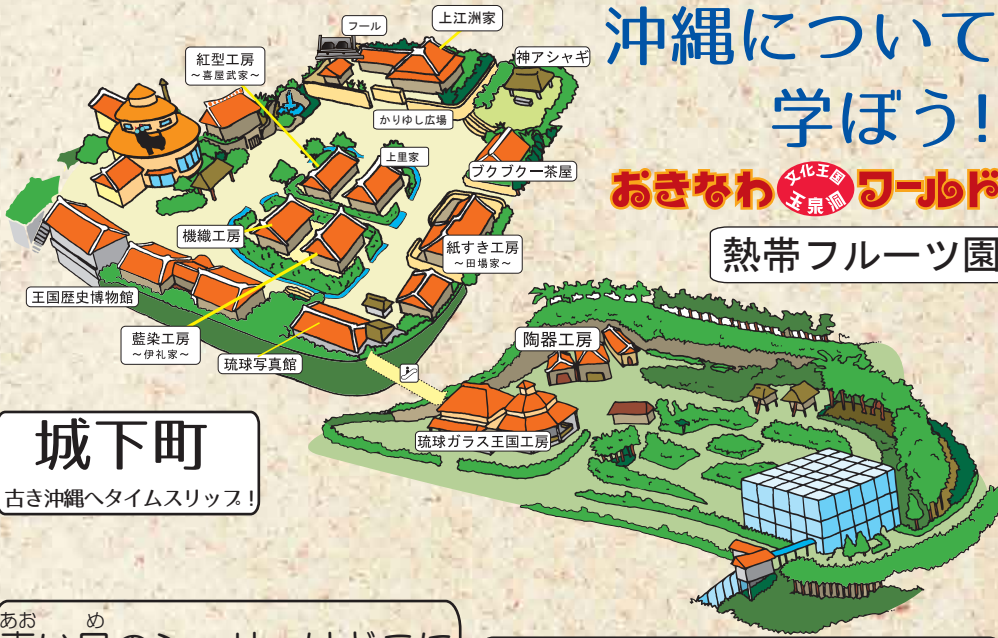 沖縄について
学ぼう!
おきなわ
文化王国
玉泉洞
ワールド
熱帯フルーツ園
フール
上江洲家
神アシャギ
紅型工房
～喜屋武家～
かりゆし広場
上里家
ブクブクー茶屋
機織工房
紙すき工房
～田場家～
王国歴史博物館
藍染工房
～伊礼家～
琉球写真館
陶器工房
琉球ガラス王国工房
城下町
古き沖縄へタイムスリップ!
あお め